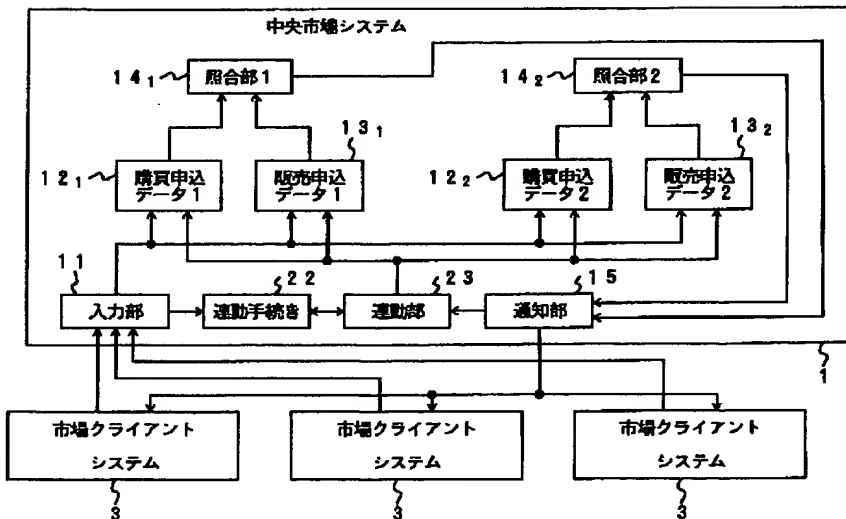 中央市場システム
14₁
照合部1
14₂
照合部2
13₁
13₂
12₁
購買申込
データ1
販売申込
データ1
12₂
購買申込
データ2
販売申込
データ2
11
22
23
15
入力部
連動手続き
連動部
通知部
1
市場クライアント
システム
市場クライアント
システム
市場クライアント
システム
3
3
3